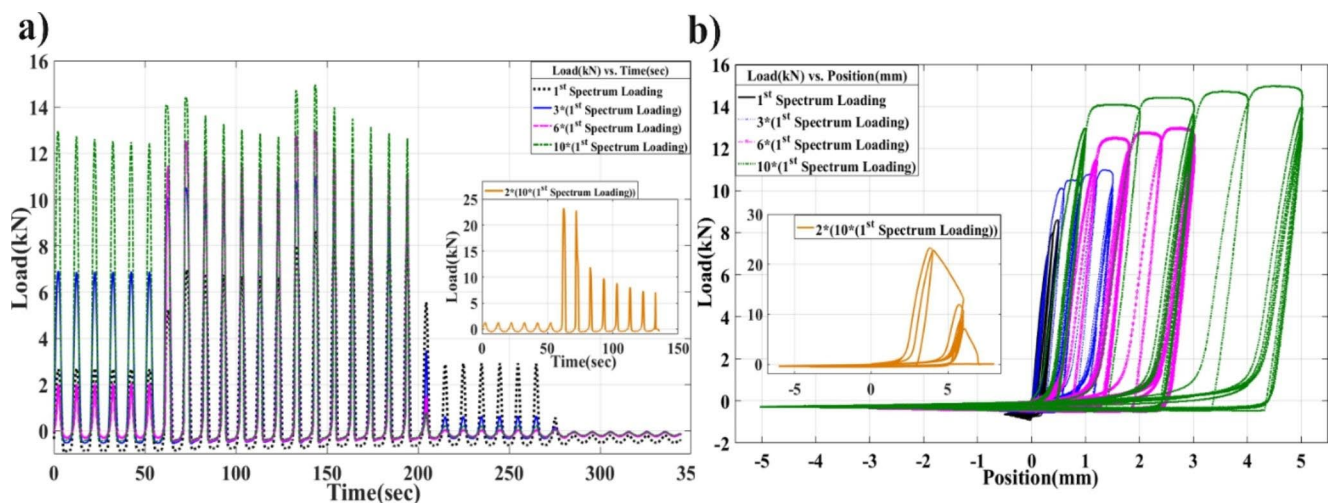 a)
16
14
12
10
8
6
4
2
0
Load(kN)
0 50 100 150 200 250 300 350
Time(sec)
Load(kN) vs. Time(sec)
1st Spectrum Loading
3*(1st Spectrum Loading)
6*(1st Spectrum Loading)
10*(1st Spectrum Loading)
2*(10*(1st Spectrum Loading))
25
20
15
10
5
0
Load(kN)
0 50 100 150
Time(sec)
b)
16
14
12
10
8
6
4
2
0
-2
Load(kN)
-5 -4 -3 -2 -1 0 1 2 3 4 5
Position(mm)
Load(kN) vs. Position(mm)
1st Spectrum Loading
3*(1st Spectrum Loading)
6*(1st Spectrum Loading)
10*(1st Spectrum Loading)
30
20
10
0
Load(kN)
2*(10*(1st Spectrum Loading))
-5 0 5
Position(mm)